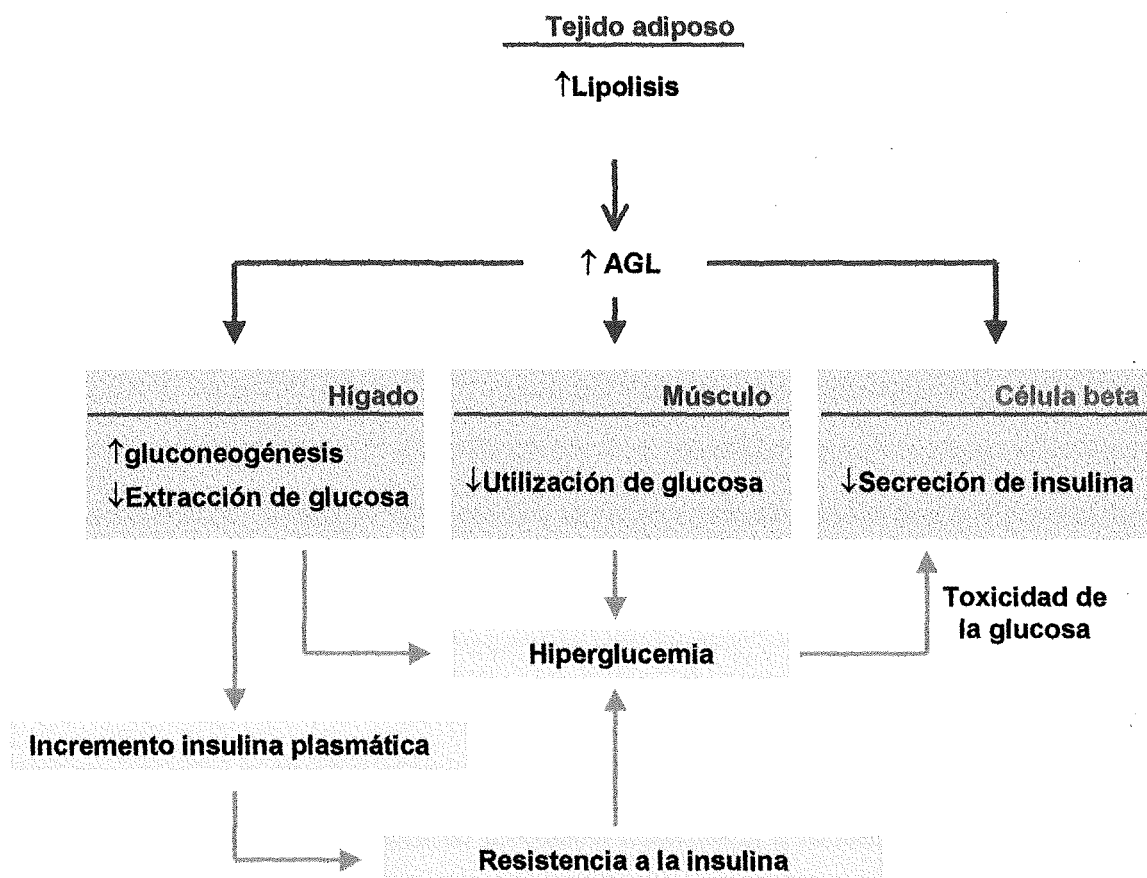 Tejido adiposo
↑Lipolisis
↑ AGL
Hígado
↑gluconeogénesis
↓Extracción de glucosa
Músculo
↓Utilización de glucosa
Célula beta
↓Secreción de insulina
Toxicidad de
la glucosa
Hiperglucemia
Incremento insulina plasmática
Resistencia a la insulina